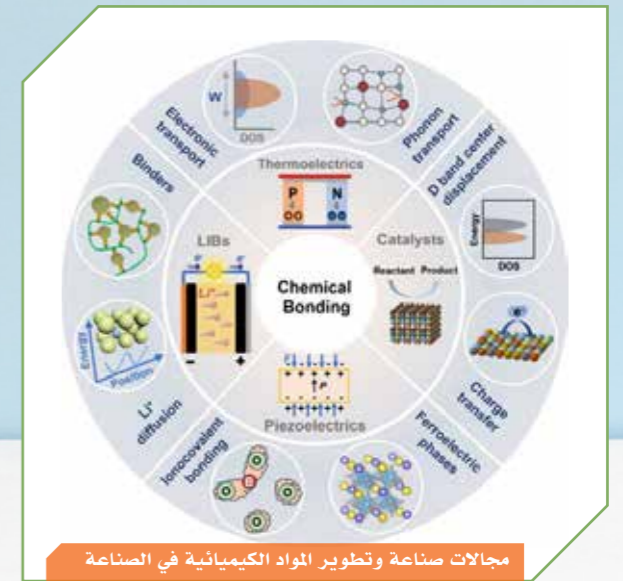 Electronic
transport
W
DOS
Phonon
transport
D band center
displacement
Binders
Thermoelectrics
P
N
LIBs
Li⁺
e⁻
e⁻
−
+
Catalysts
Reactant Product
Chemical
Bonding
Energy
DOS
Energy
Position
P
Piezoelectrics
Charge
transfer
Li⁺
diffusion
Ionocovalent
bonding
Ferroelectric
phases
مجالات صناعة وتطوير المواد الكيميائية في الصناعة